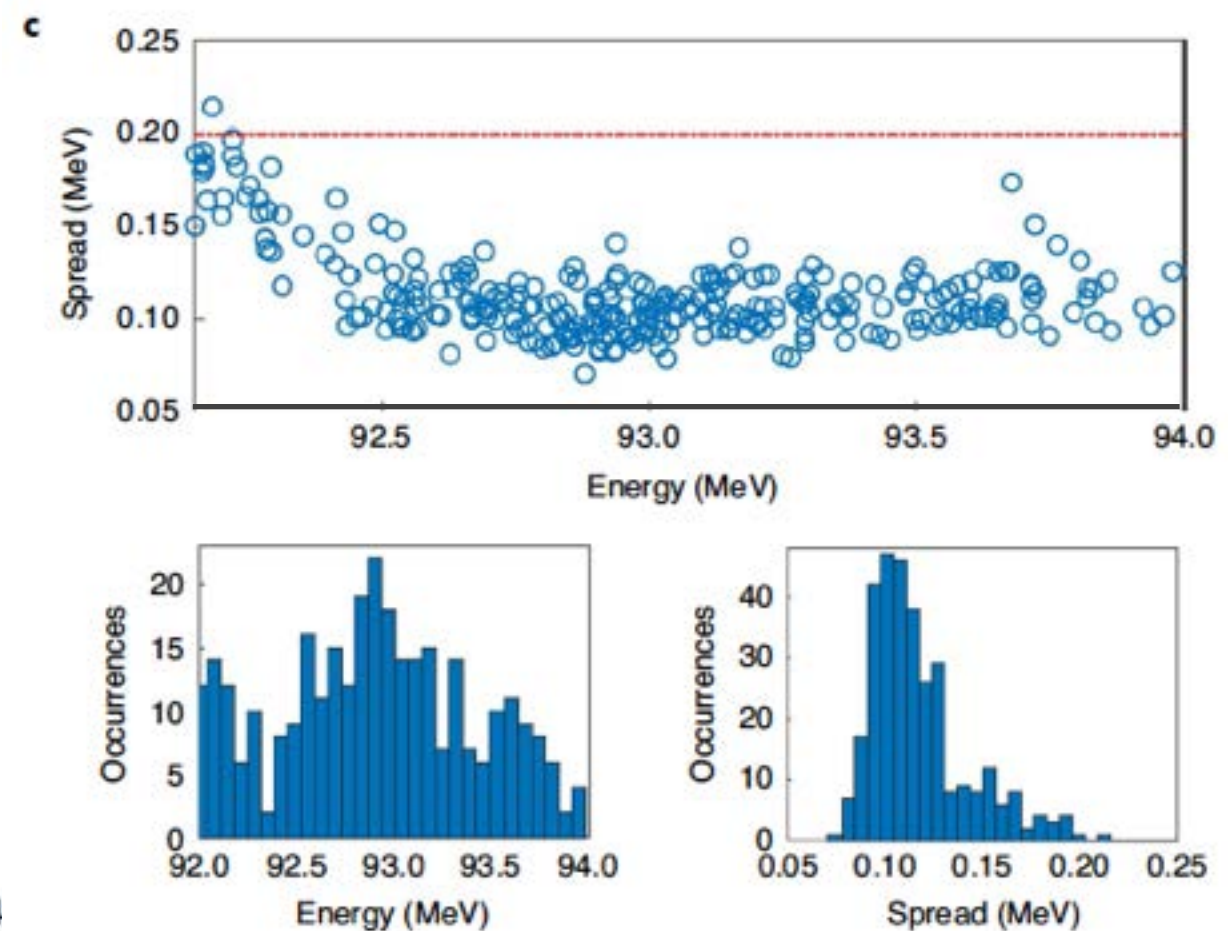 c
0.25
0.20
0.15
0.10
0.05
Spread (MeV)
92.5 93.0 93.5 94.0
Energy (MeV)
20
15
10
5
0
Occurrences
92.0 92.5 93.0 93.5 94.0
Energy (MeV)
40
30
20
10
0
Occurrences
0.05 0.10 0.15 0.20 0.25
Spread (MeV)